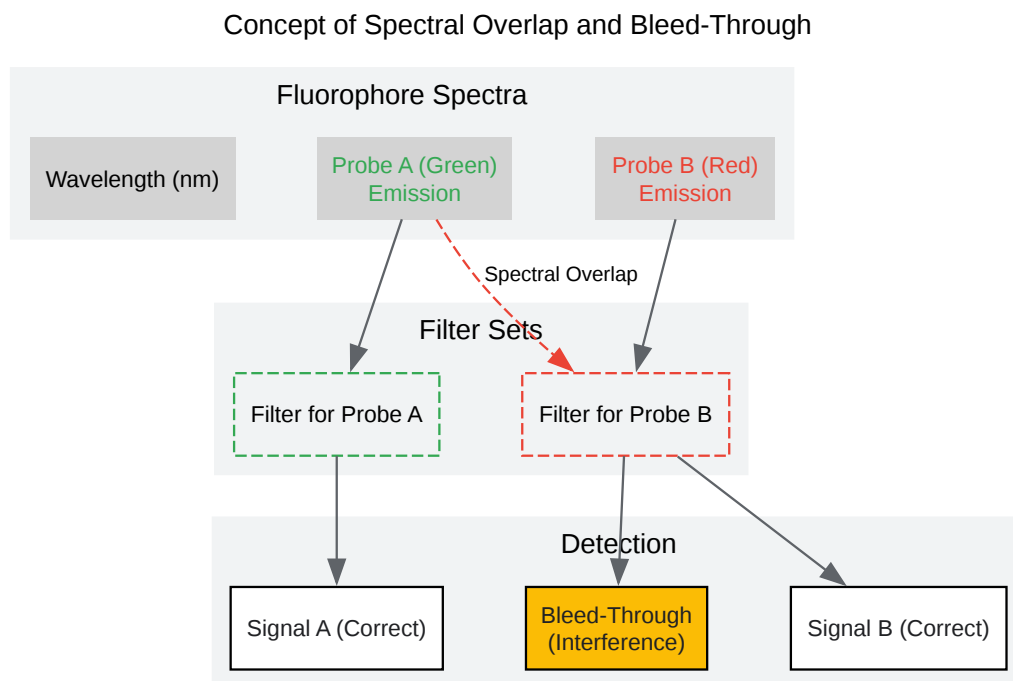 Concept of Spectral Overlap and Bleed-Through
Fluorophore Spectra
Wavelength (nm)
Probe A (Green)
Emission
Probe B (Red)
Emission
Spectral Overlap
Filter Sets
Filter for Probe A
Filter for Probe B
Detection
Signal A (Correct)
Bleed-Through
(Interference)
Signal B (Correct)